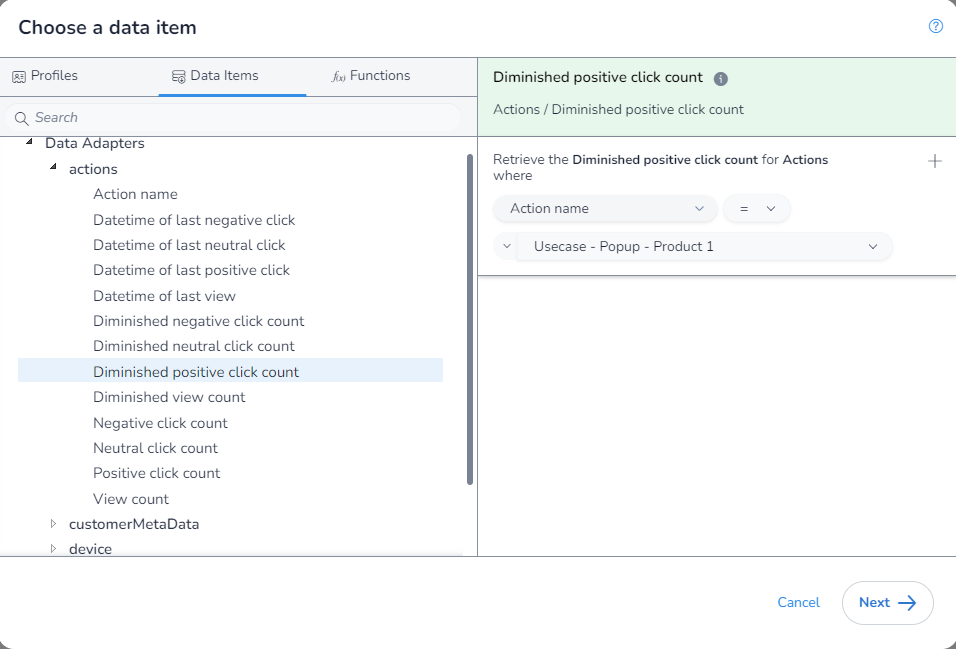 Choose a data item
?
Profiles
Data Items
f(x) Functions
Search
Data Adapters
actions
Action name
Datetime of last negative click
Datetime of last neutral click
Datetime of last positive click
Datetime of last view
Diminished negative click count
Diminished neutral click count
Diminished positive click count
Diminished view count
Negative click count
Neutral click count
Positive click count
View count
customerMetaData
device
Diminished positive click count i
Actions / Diminished positive click count
Retrieve the Diminished positive click count for Actions
where
Action name
=
Usecase - Popup - Product 1
Cancel
Next